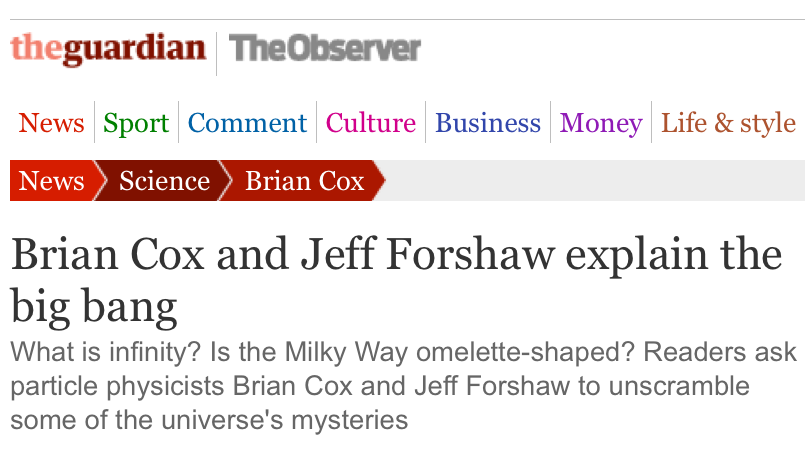 theguardian TheObserver
News Sport Comment Culture Business Money Life & style
News Science Brian Cox
Brian Cox and Jeff Forshaw explain the
big bang
What is infinity? Is the Milky Way omelette-shaped? Readers ask
particle physicists Brian Cox and Jeff Forshaw to unscramble
some of the universe's mysteries